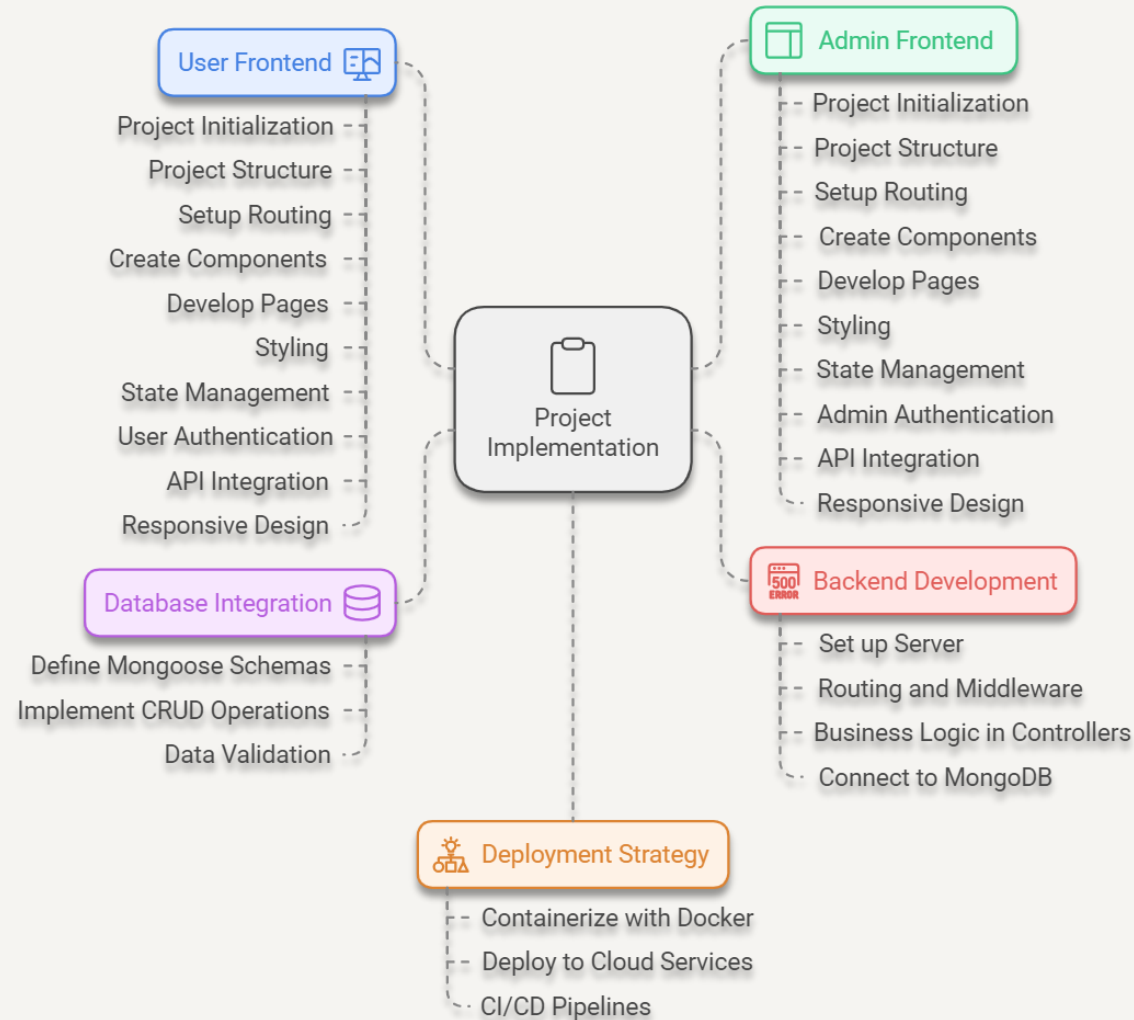 User Frontend
Project Initialization
Project Structure
Setup Routing
Create Components
Develop Pages
Styling
State Management
User Authentication
API Integration
Responsive Design
Admin Frontend
Project Initialization
Project Structure
Setup Routing
Create Components
Develop Pages
Styling
State Management
Admin Authentication
API Integration
Responsive Design
Project
Implementation
Database Integration
Define Mongoose Schemas
Implement CRUD Operations
Data Validation
500
ERROR
Backend Development
Set up Server
Routing and Middleware
Business Logic in Controllers
Connect to MongoDB
Deployment Strategy
Containerize with Docker
Deploy to Cloud Services
CI/CD Pipelines